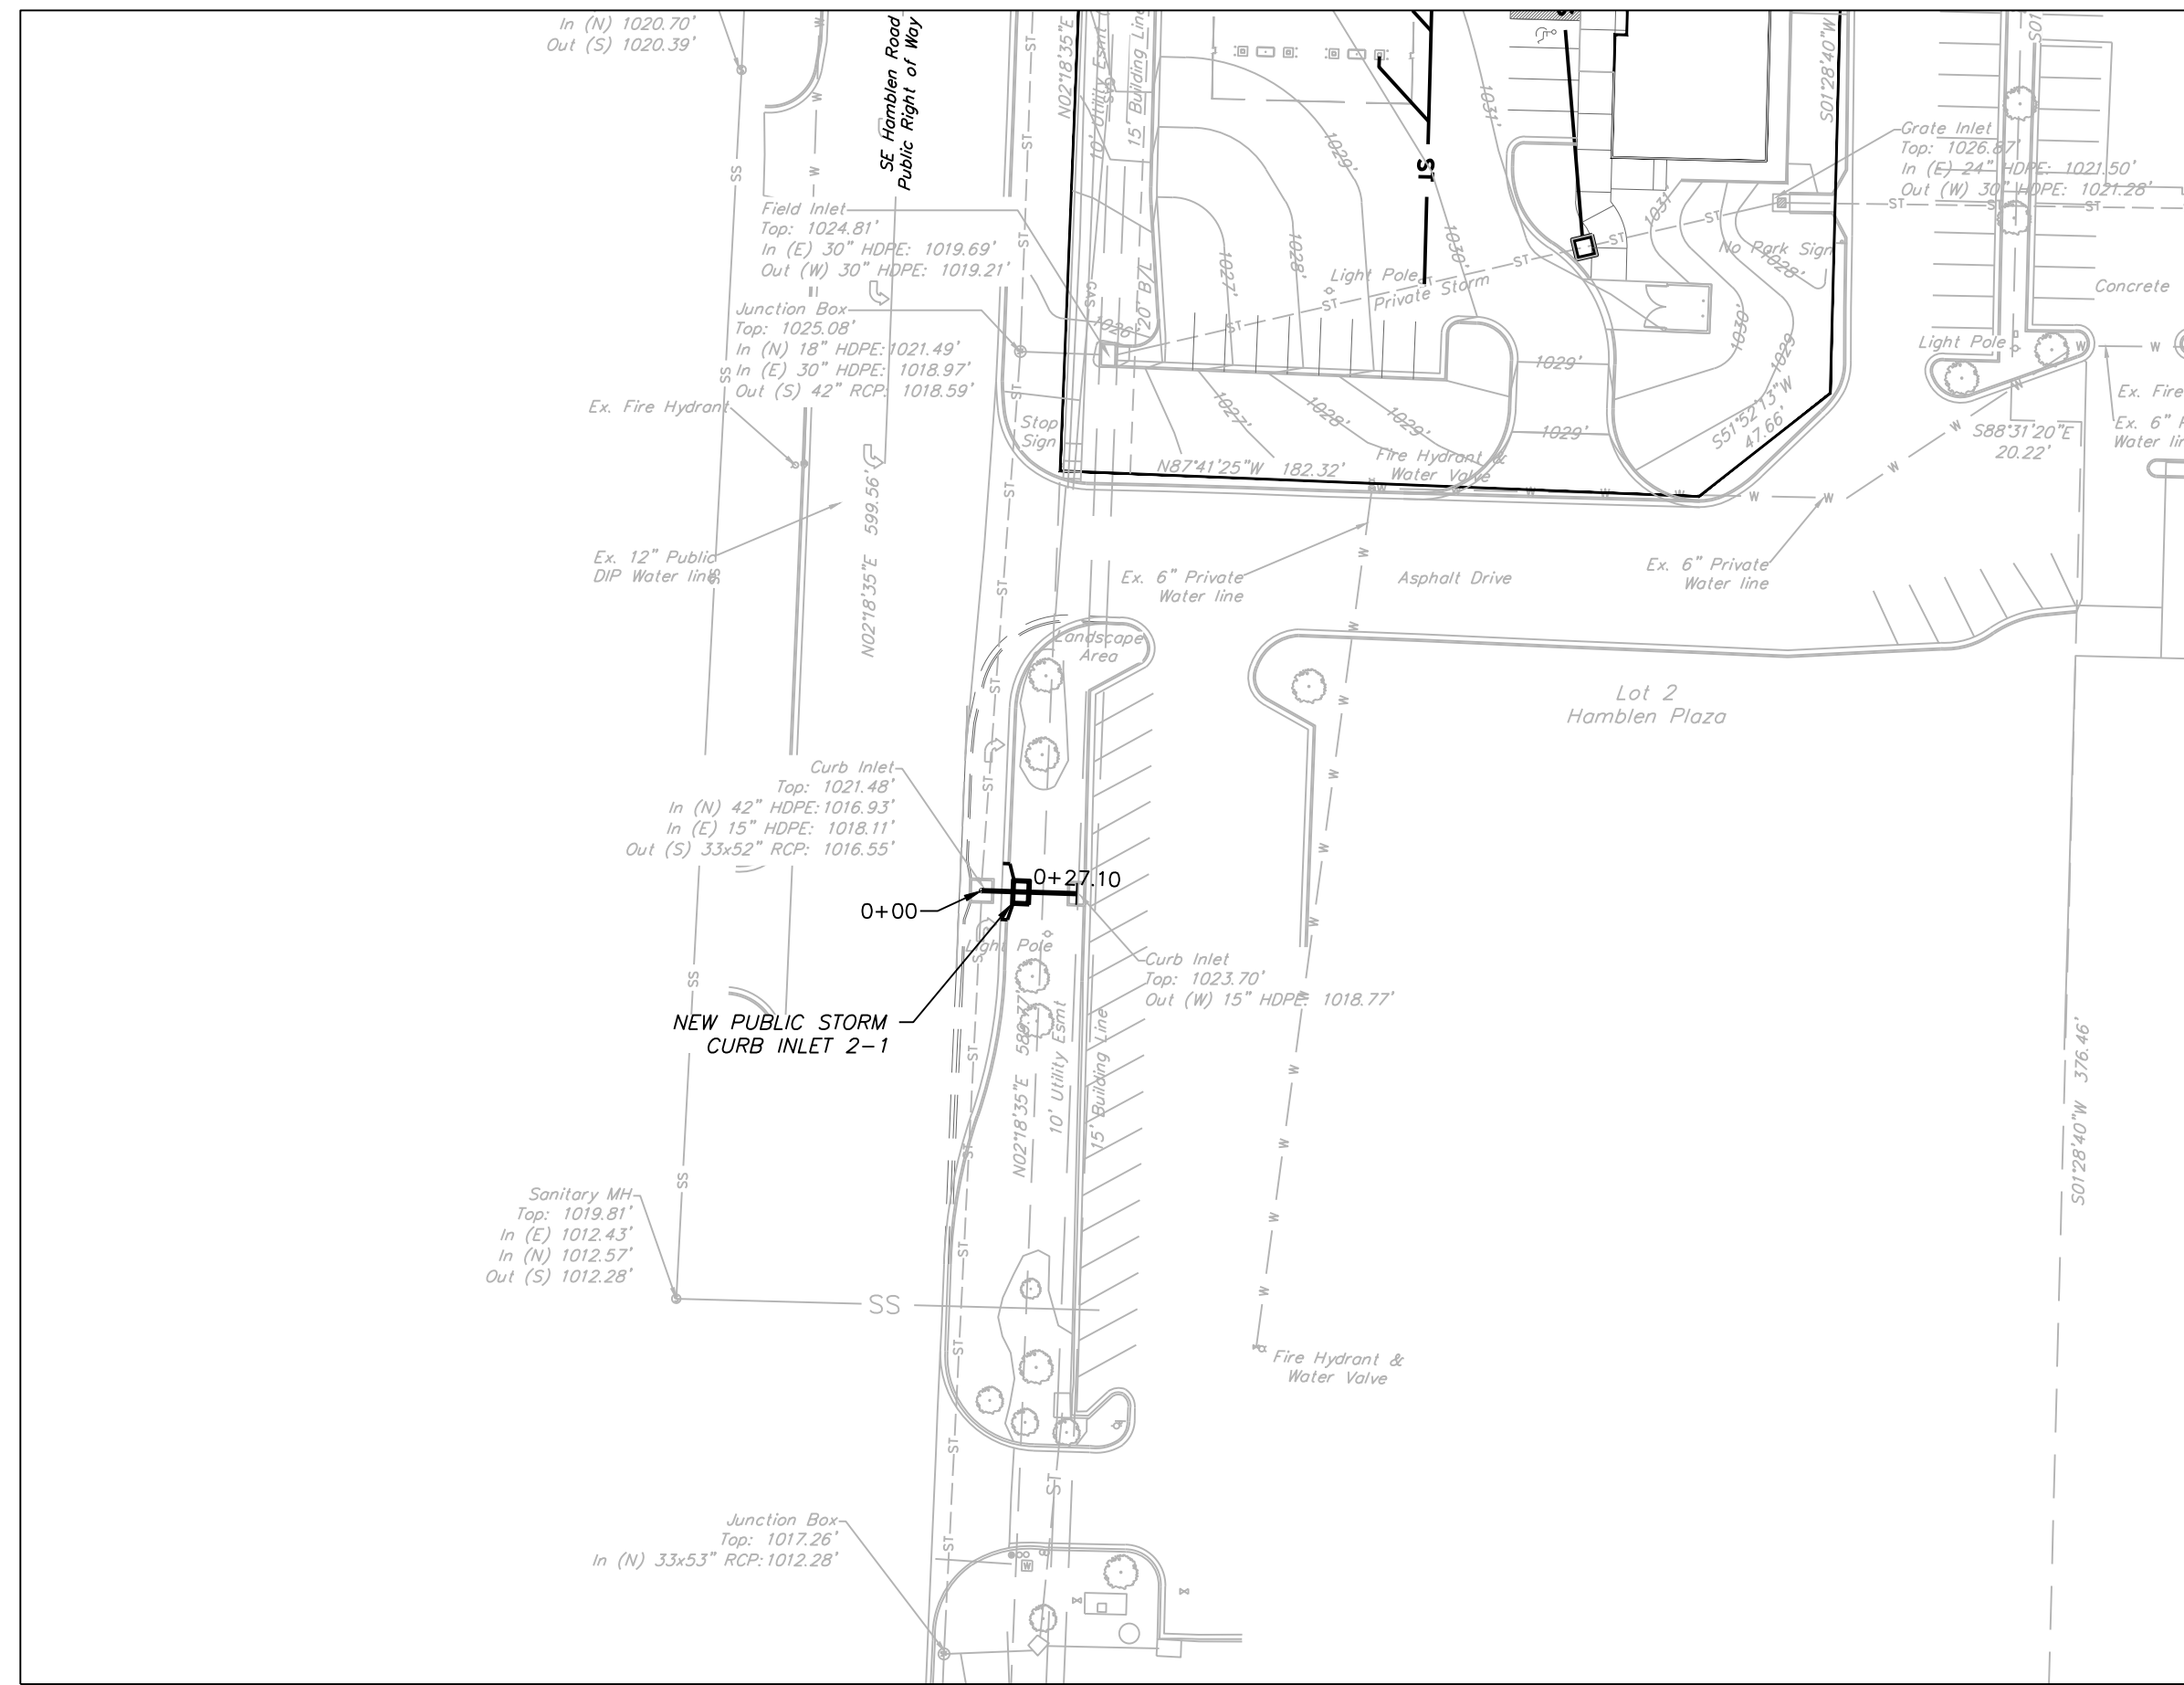 In (N) 1020.70'
Out (S) 1020.39'
SE Hamblen Road
Public Right of Way
N02°18'35"E
10' Utility Esmt
15' Building Line
GAS
1031'
1029'
S01°28'40"W
S01
Grate Inlet
Top: 1026.87'
In (E) 24" HDPE: 1021.50'
Out (W) 30" HDPE: 1021.28'
ST
Field Inlet
Top: 1024.81'
In (E) 30" HDPE: 1019.69'
Out (W) 30" HDPE: 1019.21'
1031'
No Park Sign
1028'
1030'
1028'
1027'
Light Pole
Private Storm
20' B/L
GAS
1026'
Concrete
Junction Box
Top: 1025.08'
In (N) 18" HDPE: 1021.49'
In (E) 30" HDPE: 1018.97'
Out (S) 42" RCP: 1018.59'
1030'
1029
Light Pole
1029'
Ex. Fire Hydrant
Ex. Fire
Stop
Sign
1027'
1028'
1029'
1029'
S51°52'13"W
47.66'
S88°31'20"E
20.22'
Ex. 6"
Water
N87°41'25"W 182.32'
Fire Hydrant &
Water Valve
N02°18'35"E 599.56'
Ex. 12" Public
DIP Water line
Ex. 6" Private
Water line
Asphalt Drive
Ex. 6" Private
Water line
Landscape
Area
Lot 2
Hamblen Plaza
Curb Inlet
Top: 1021.48'
In (N) 42" HDPE: 1016.93'
In (E) 15" HDPE: 1018.11'
Out (S) 33x52" RCP: 1016.55'
0+27.10
0+00
Light Pole
Curb Inlet
Top: 1023.70'
Out (W) 15" HDPE: 1018.77'
NEW PUBLIC STORM
CURB INLET 2-1
N02°18'35"E
10' Utility Esmt
15' Building Line
S01°28'40"W 376.46'
Sanitary MH
Top: 1019.81'
In (E) 1012.43'
In (N) 1012.57'
Out (S) 1012.28'
SS
Fire Hydrant &
Water Valve
ST
Junction Box
Top: 1017.26'
In (N) 33x53" RCP: 1012.28'